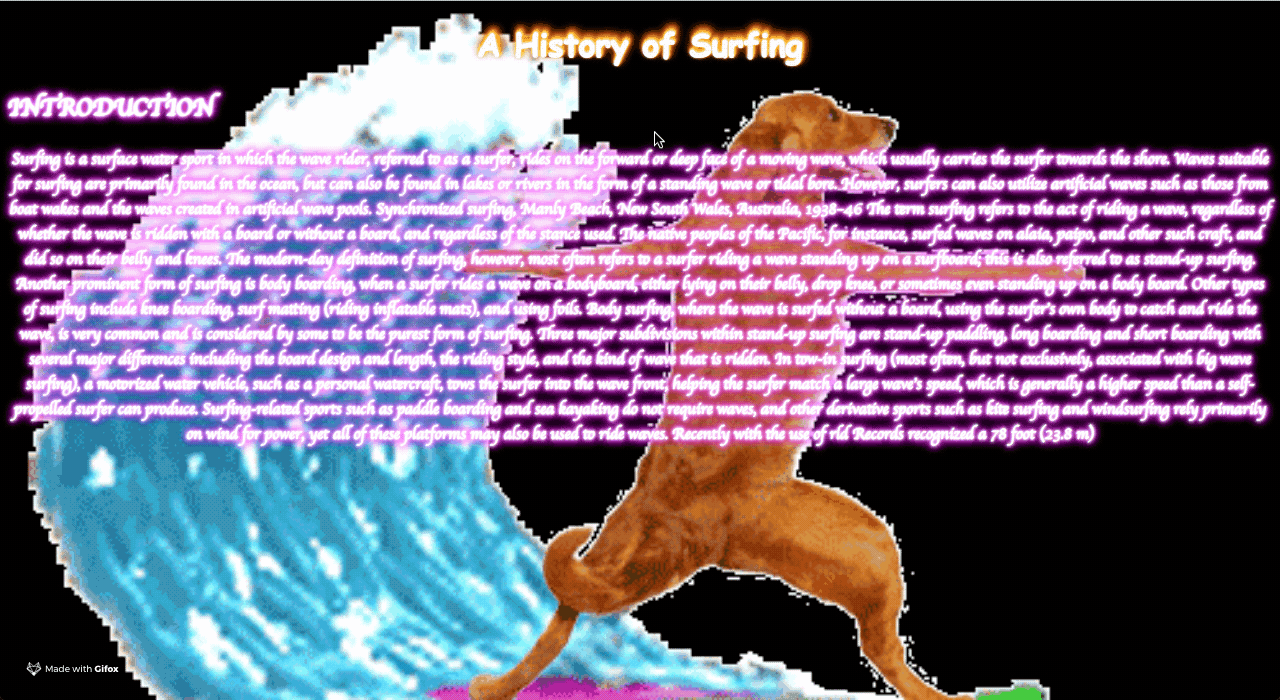 A History of Surfing
INTRODUCTION
Surfing is a surface water sport in which the wave rider, referred to as a surfer, rides on the forward or deep face of a moving wave, which usually carries the surfer towards the shore. Waves suitable
for surfing are primarily found in the ocean, but can also be found in lakes or rivers in the form of a standing wave or tidal bore. However, surfers can also utilize artificial waves such as those from
boat wakes and the waves created in artificial wave pools. Synchronized surfing, Manly Beach, New South Wales, Australia, 1938–46 The term surfing refers to the act of riding a wave, regardless of
whether the wave is ridden with a board or without a board, and regardless of the stance used. The native peoples of the Pacific, for instance, surfed waves on alaia, paipo, and other such craft, and
did so on their belly and knees. The modern-day definition of surfing, however, most often refers to a surfer riding a wave standing up on a surfboard; this is also referred to as stand-up surfing.
Another prominent form of surfing is body boarding, when a surfer rides a wave on a bodyboard, either lying on their belly, drop knee, or sometimes even standing up on a body board. Other types
of surfing include knee boarding, surf matting (riding inflatable mats), and using foils. Body surfing, where the wave is surfed without a board, using the surfer's own body to catch and ride the
wave, is very common and is considered by some to be the purest form of surfing. Three major subdivisions within stand-up surfing are stand-up paddling, long boarding and short boarding with
several major differences including the board design and length, the riding style, and the kind of wave that is ridden. In tow-in surfing (most often, but not exclusively, associated with big wave
surfing), a motorized water vehicle, such as a personal watercraft, tows the surfer into the wave front, helping the surfer match a large wave's speed, which is generally a higher speed than a self-
propelled surfer can produce. Surfing-related sports such as paddle boarding and sea kayaking do not require waves, and other derivative sports such as kite surfing and windsurfing rely primarily
on wind for power, yet all of these platforms may also be used to ride waves. Recently with the use of rld Records recognized a 78 foot (23.8 m)
Made with Gifox